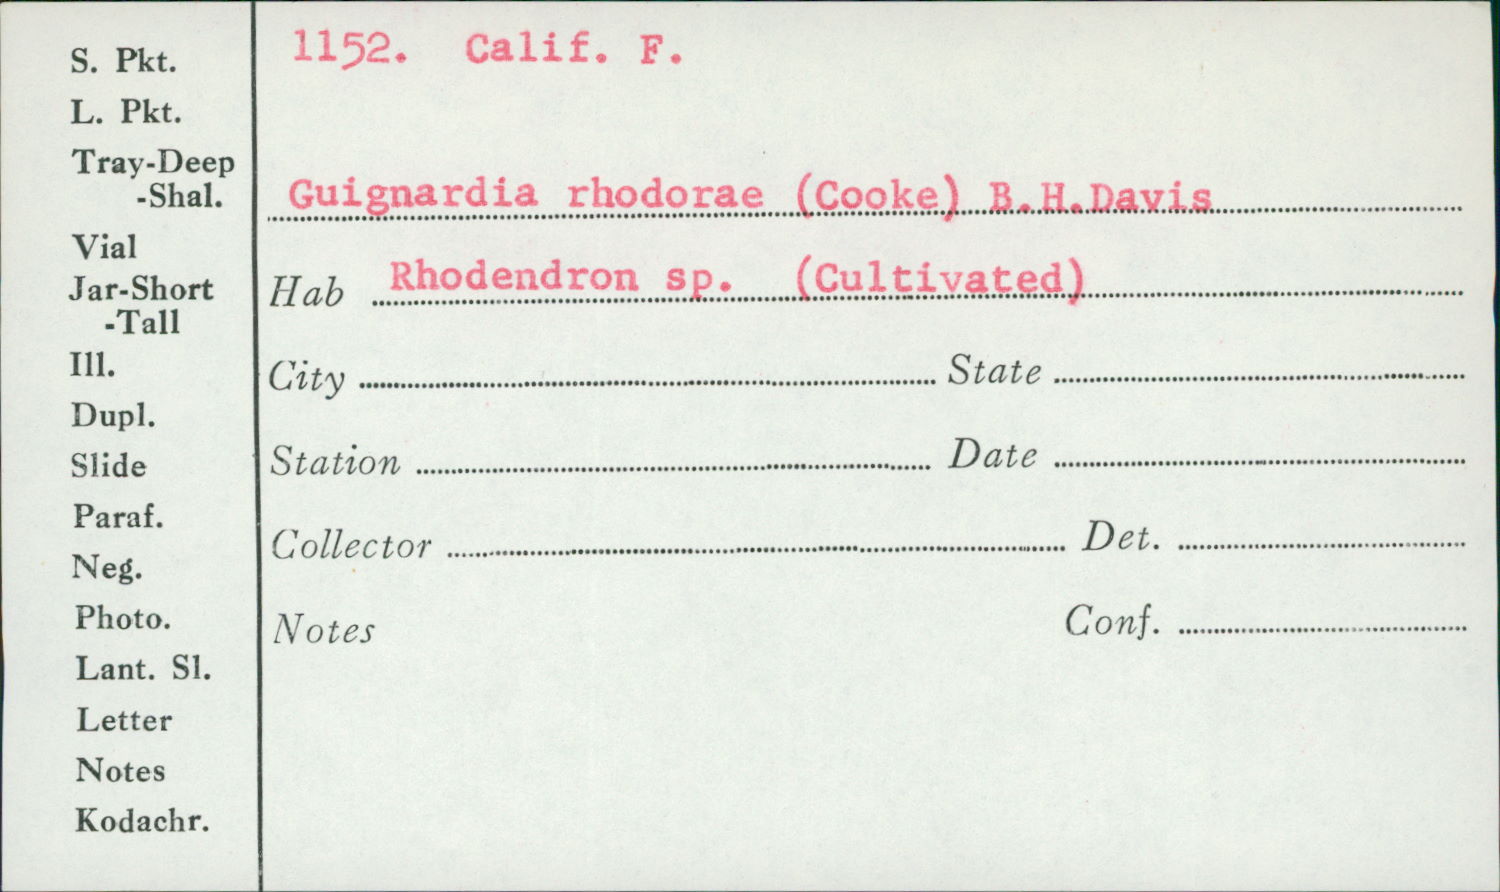 S. Pkt.
L. Pkt.
Tray-Deep
-Shal.
Vial
Jar-Short
-Tall
Ill.
Dupl.
Slide
Paraf.
Neg.
Photo.
Lant. Sl.
Letter
Notes
Kodachr.
1152. Calif. F.
Guignardia rhodorae (Cooke) B.H.Davis
Hab Rhodendron sp. (Cultivated)
City State
Station Date
Collector Det.
Notes Conf.